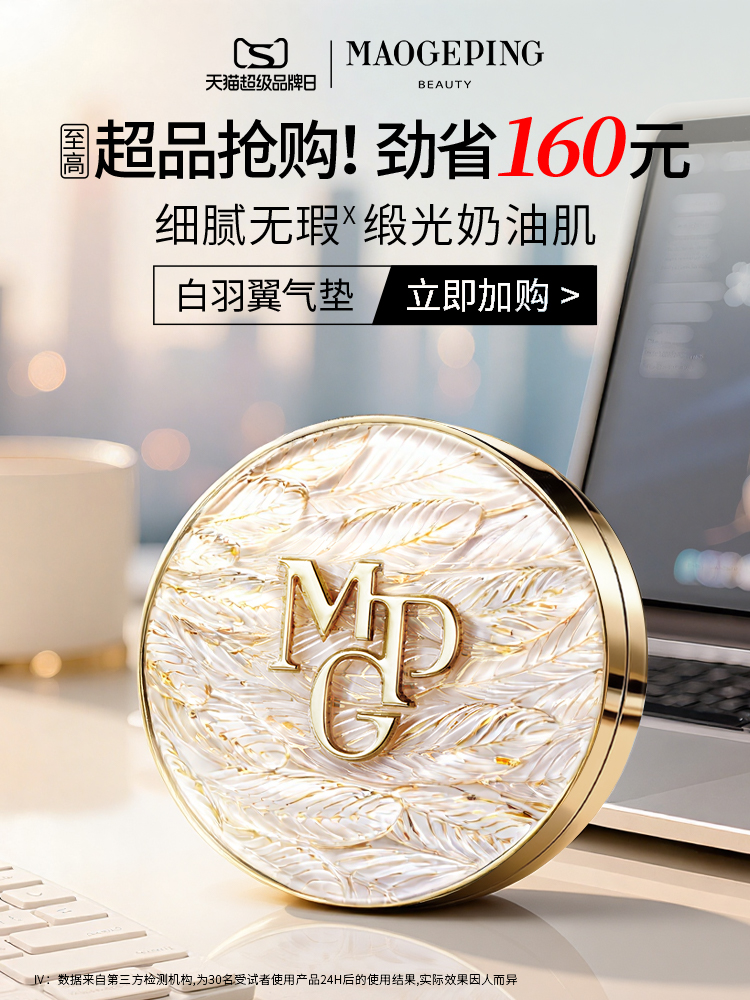 天猫超级品牌日
MAOGEPING
BEAUTY
至高 超品抢购！劲省160元
细腻无瑕X缎光奶油肌
白羽翼气垫 立即加购 >
MPG
IV：数据来自第三方检测机构,为30名受试者使用产品24H后的使用结果,实际效果因人而异